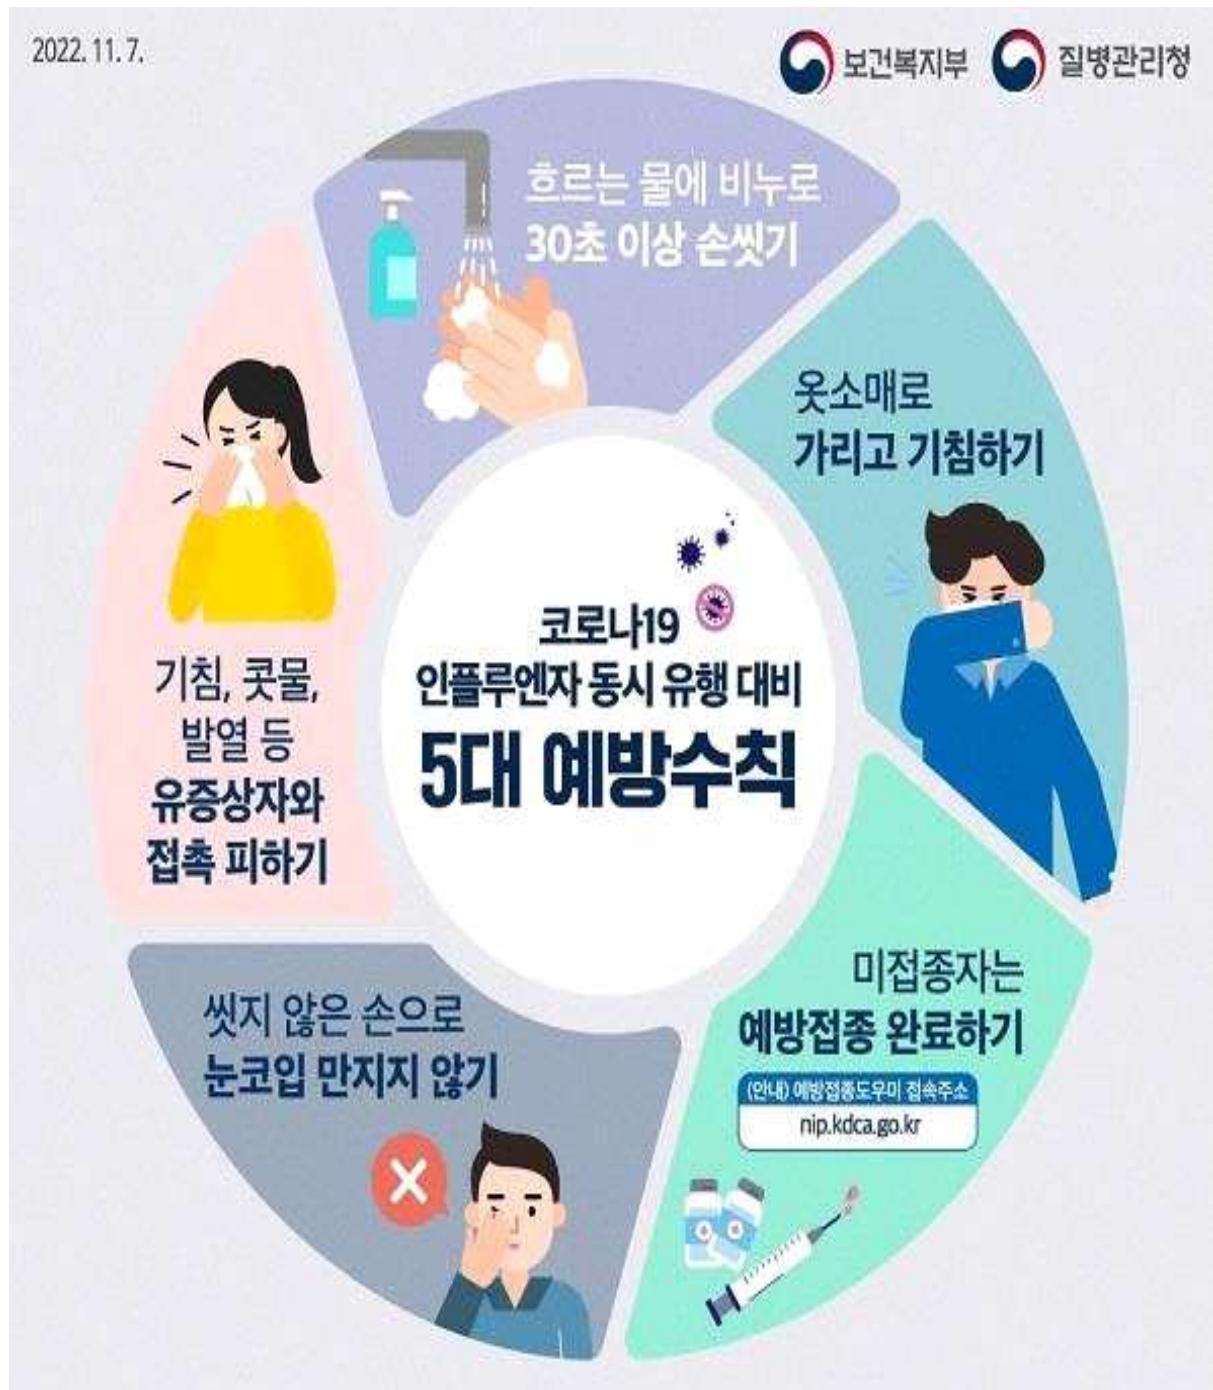 2022. 11. 7.
보건복지부 질병관리청
흐르는 물에 비누로
30초 이상 손씻기
옷소매로
가리고 기침하기
미접종자는
예방접종 완료하기
(안내) 예방접종도우미 접속주소
nip.kdca.go.kr
씻지 않은 손으로
눈코입 만지지 않기
기침, 콧물,
발열 등
유증상자와
접촉 피하기
코로나19
인플루엔자 동시 유행 대비
5대 예방수칙